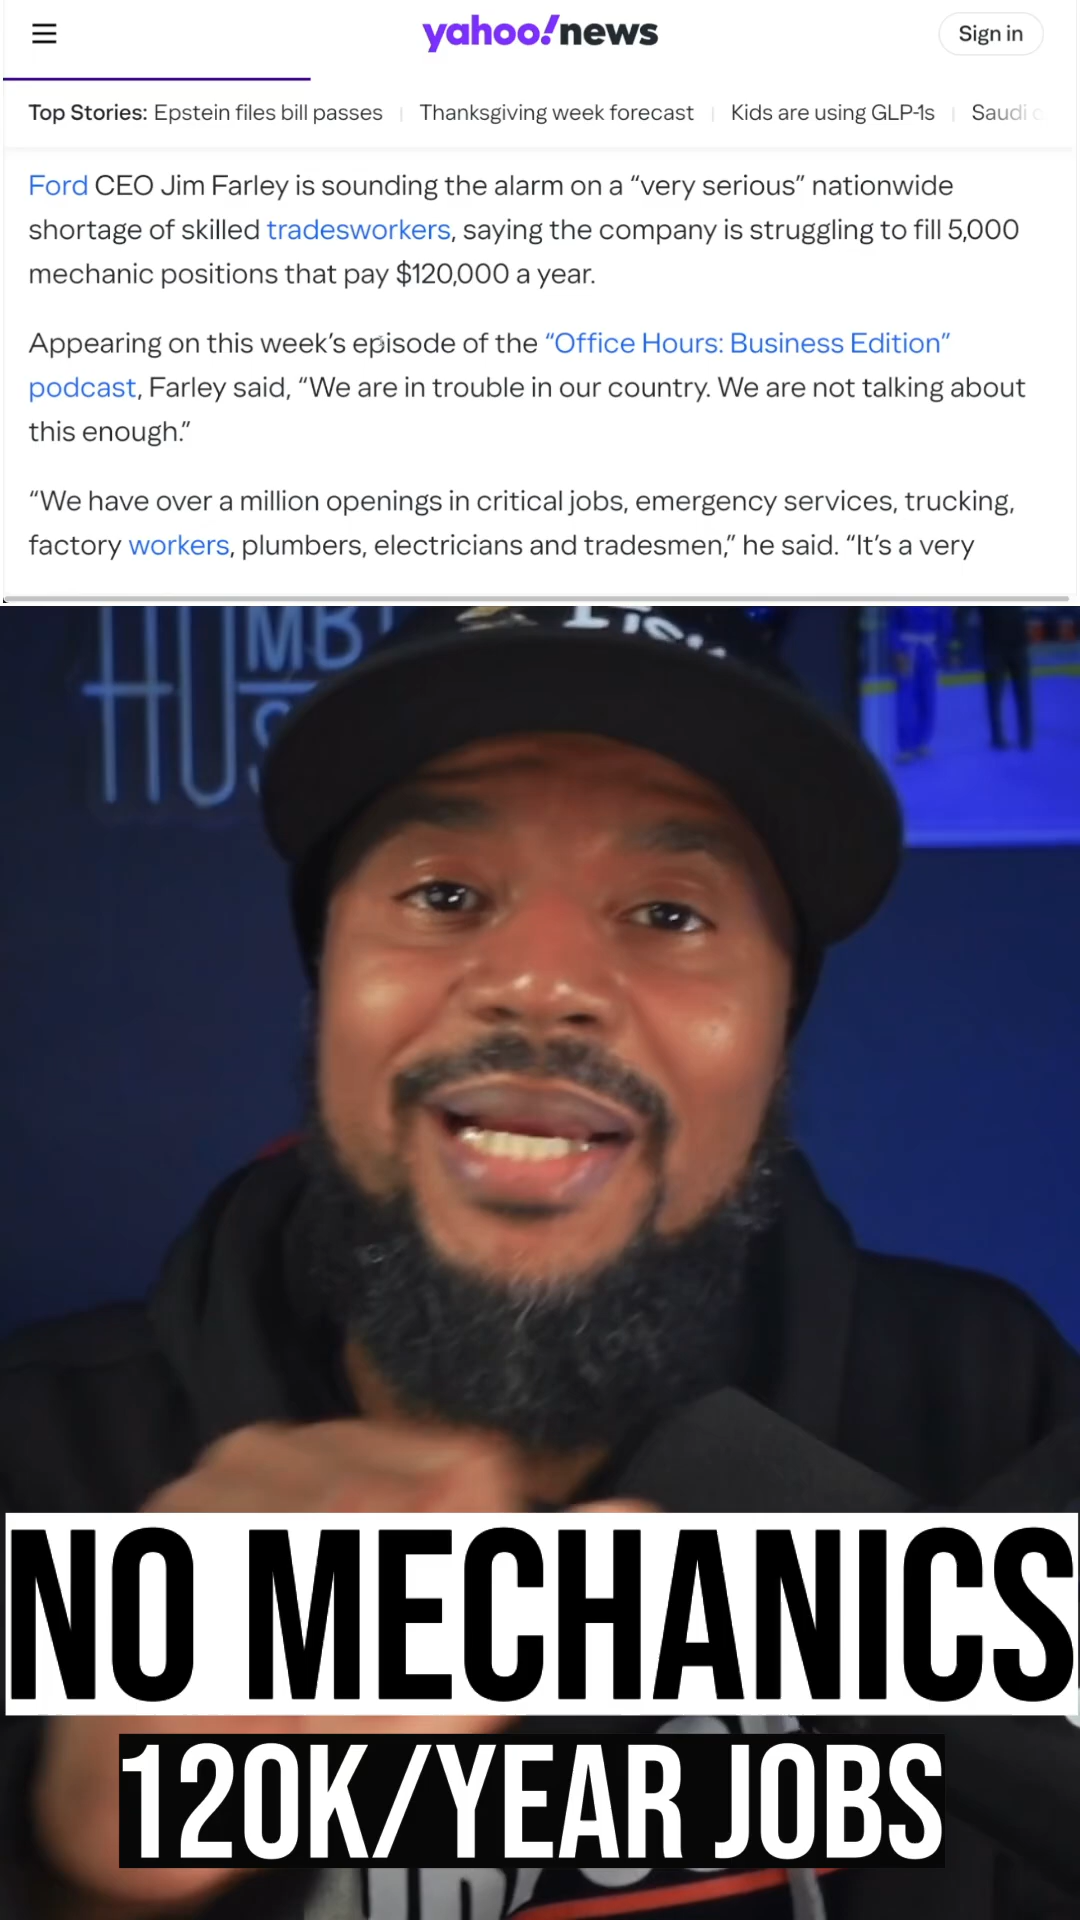 yahoo!news
Sign in
Top Stories: Epstein files bill passes | Thanksgiving week forecast | Kids are using GLP-1s | Saudi
Ford CEO Jim Farley is sounding the alarm on a “very serious” nationwide
shortage of skilled tradesworkers, saying the company is struggling to fill 5,000
mechanic positions that pay $120,000 a year.
Appearing on this week’s episode of the “Office Hours: Business Edition”
podcast, Farley said, “We are in trouble in our country. We are not talking about
this enough.”
“We have over a million openings in critical jobs, emergency services, trucking,
factory workers, plumbers, electricians and tradesmen,” he said. “It’s a very
NO MECHANICS
120K/YEAR JOBS